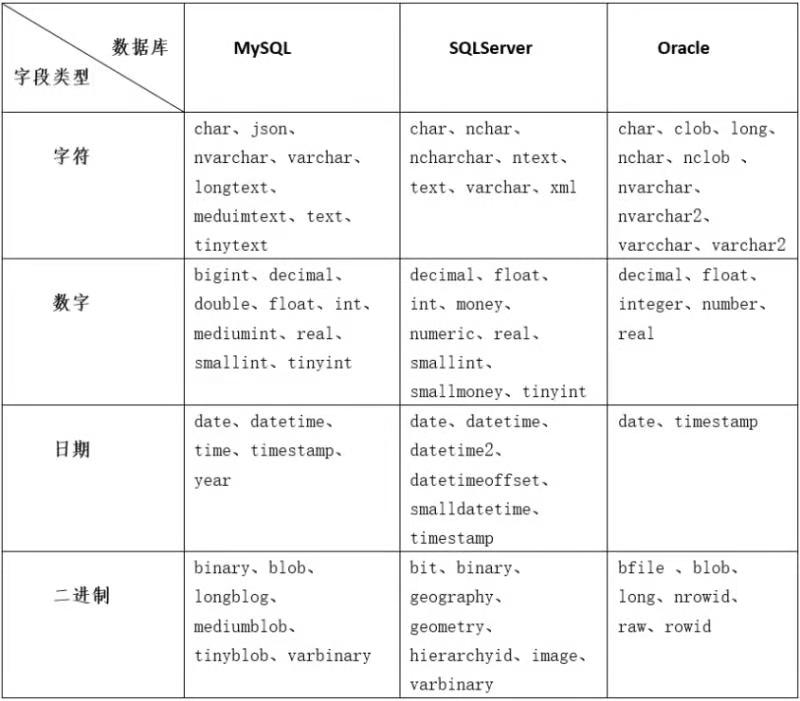 数据库
字段类型
MySQL
SQLServer
Oracle
字符
char、json、
nvarchar、varchar、
longtext、
meduimtext、text、
tinytext
char、nchar、
ncharchar、ntext、
text、varchar、xml
char、clob、long、
nchar、nclob 、
nvarchar、
nvarchar2、
varcchar、varchar2
数字
bigint、decimal、
double、float、int、
mediumint、real、
smallint、tinyint
decimal、float、
int、money、
numeric、real、
smallint、
smallmoney、tinyint
decimal、float、
integer、number、
real
日期
date、datetime、
time、timestamp、
year
date、datetime、
datetime2、
datetimeoffset、
smalldatetime、
timestamp
date、timestamp
二进制
binary、blob、
longblog、
mediumblob、
tinyblob、varbinary
bit、binary、
geography、
geometry、
hierarchyid、image、
varbinary
bfile 、blob、
long、nrowid、
raw、rowid